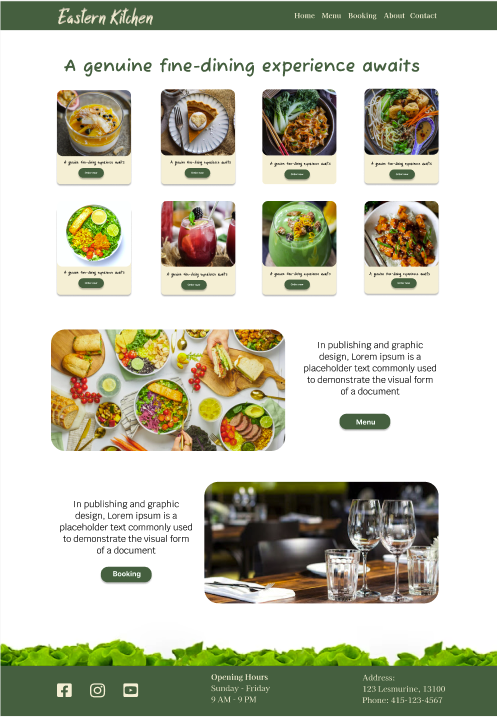 Eastern Kitchen
Home Menu Booking About Contact
A genuine fine-dining experience awaits
A genuine fine-dining experience awaits
Order now
A genuine fine-dining experience awaits
Order now
A genuine fine-dining experience awaits
Order now
A genuine fine-dining experience awaits
Order now
A genuine fine-dining experience awaits
Order now
A genuine fine-dining experience awaits
Order now
A genuine fine-dining experience awaits
Order now
A genuine fine-dining experience awaits
Order now
In publishing and graphic
design, Lorem ipsum is a
placeholder text commonly used
to demonstrate the visual form
of a document
Menu
In publishing and graphic
design, Lorem ipsum is a
placeholder text commonly used
to demonstrate the visual form
of a document
Booking
Opening Hours
Sunday - Friday
9 AM - 9 PM
Address:
123 Lesmurine, 13100
Phone: 415-123-4567